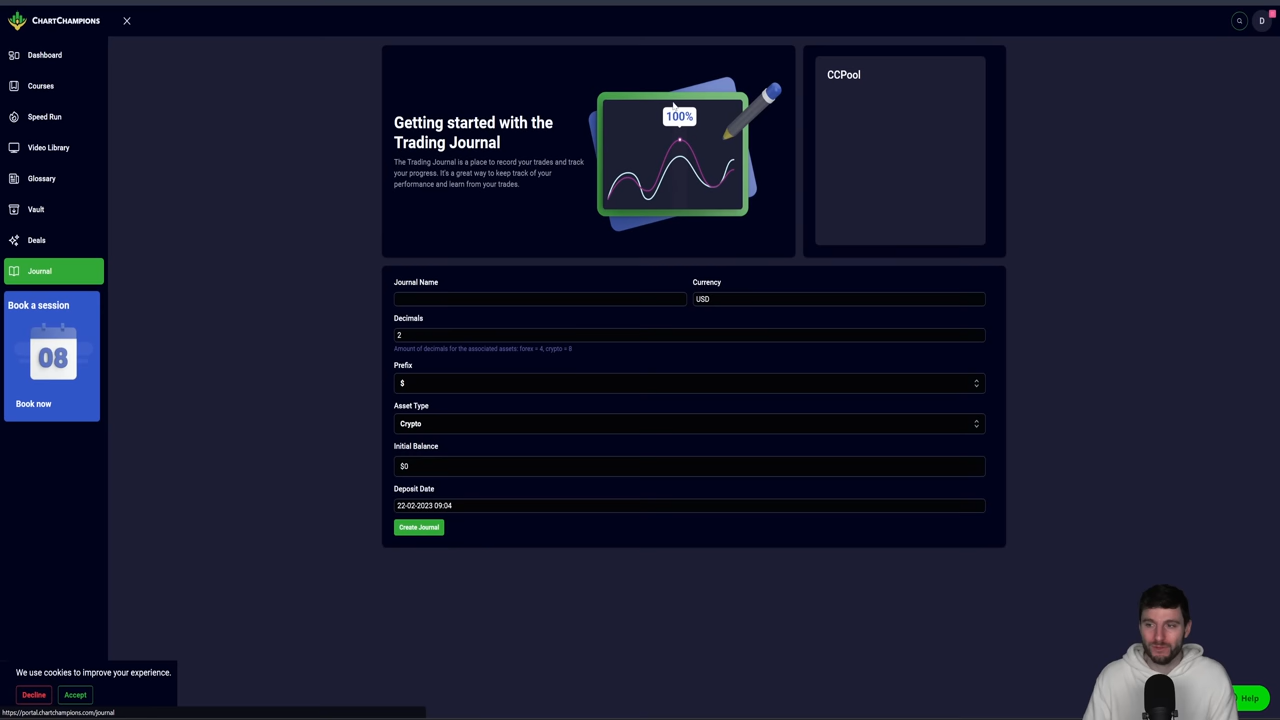 CHARTCHAMPIONS
D
Dashboard
Courses
Speed Run
Video Library
Glossary
Vault
Deals
Journal
Book a session
08
Book now
Getting started with the
Trading Journal
The Trading Journal is a place to record your trades and track
your progress. It's a great way to keep track of your
performance and learn from your trades.
100%
CCPool
Journal Name
Currency
USD
Decimals
2
Amount of decimals for the associated assets: forex = 4, crypto = 8
Prefix
$
Asset Type
Crypto
Initial Balance
$0
Deposit Date
22-02-2023 09:04
Create Journal
We use cookies to improve your experience.
Decline
Accept
https://portal.chartchampions.com/journal
Help